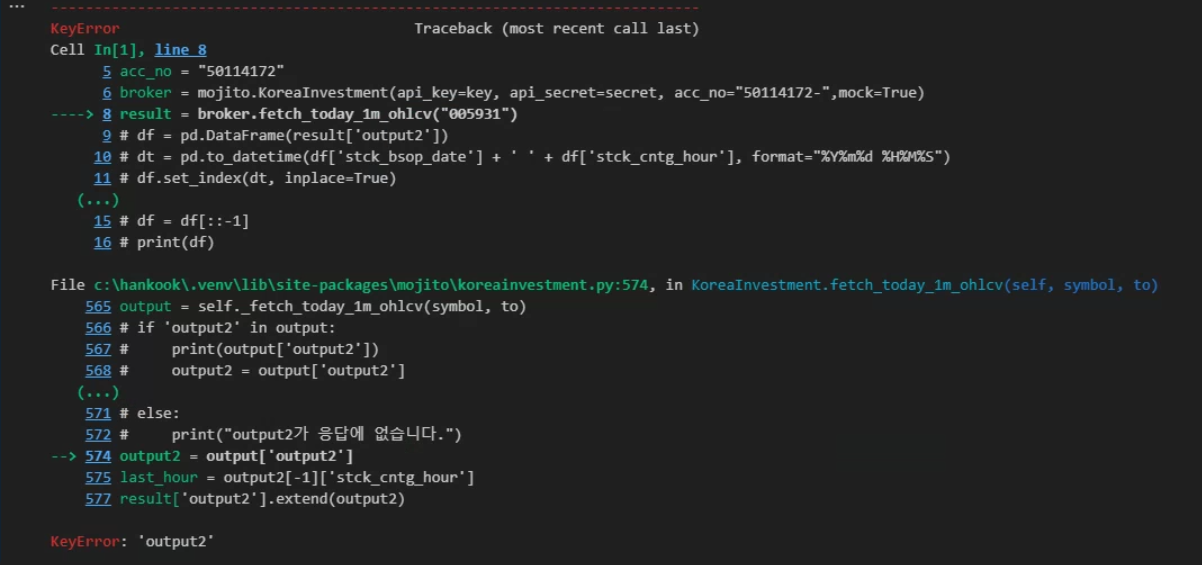 ...
---------------------------------------------------------------------------
KeyError                                  Traceback (most recent call last)
Cell In[1], line 8
      5 acc_no = "50114172"
      6 broker = mojito.KoreaInvestment(api_key=key, api_secret=secret, acc_no="50114172-",mock=True)
----> 8 result = broker.fetch_today_1m_ohlcv("005931")
      9 # df = pd.DataFrame(result['output2'])
     10 # dt = pd.to_datetime(df['stck_bsop_date'] + ' ' + df['stck_cntg_hour'], format="%Y%m%d %H%M%S")
     11 # df.set_index(dt, inplace=True)
   (...)
     15 # df = df[::-1]
     16 # print(df)
File c:\hankook\.venv\lib\site-packages\mojito\koreainvestment.py:574, in KoreaInvestment.fetch_today_1m_ohlcv(self, symbol, to)
    565 output = self._fetch_today_1m_ohlcv(symbol, to)
    566 # if 'output2' in output:
    567 #     print(output['output2'])
    568 #     output2 = output['output2']
   (...)
    571 # else:
    572 #     print("output2가 응답에 없습니다.")
--> 574 output2 = output['output2']
    575 last_hour = output2[-1]['stck_cntg_hour']
    577 result['output2'].extend(output2)
KeyError: 'output2'